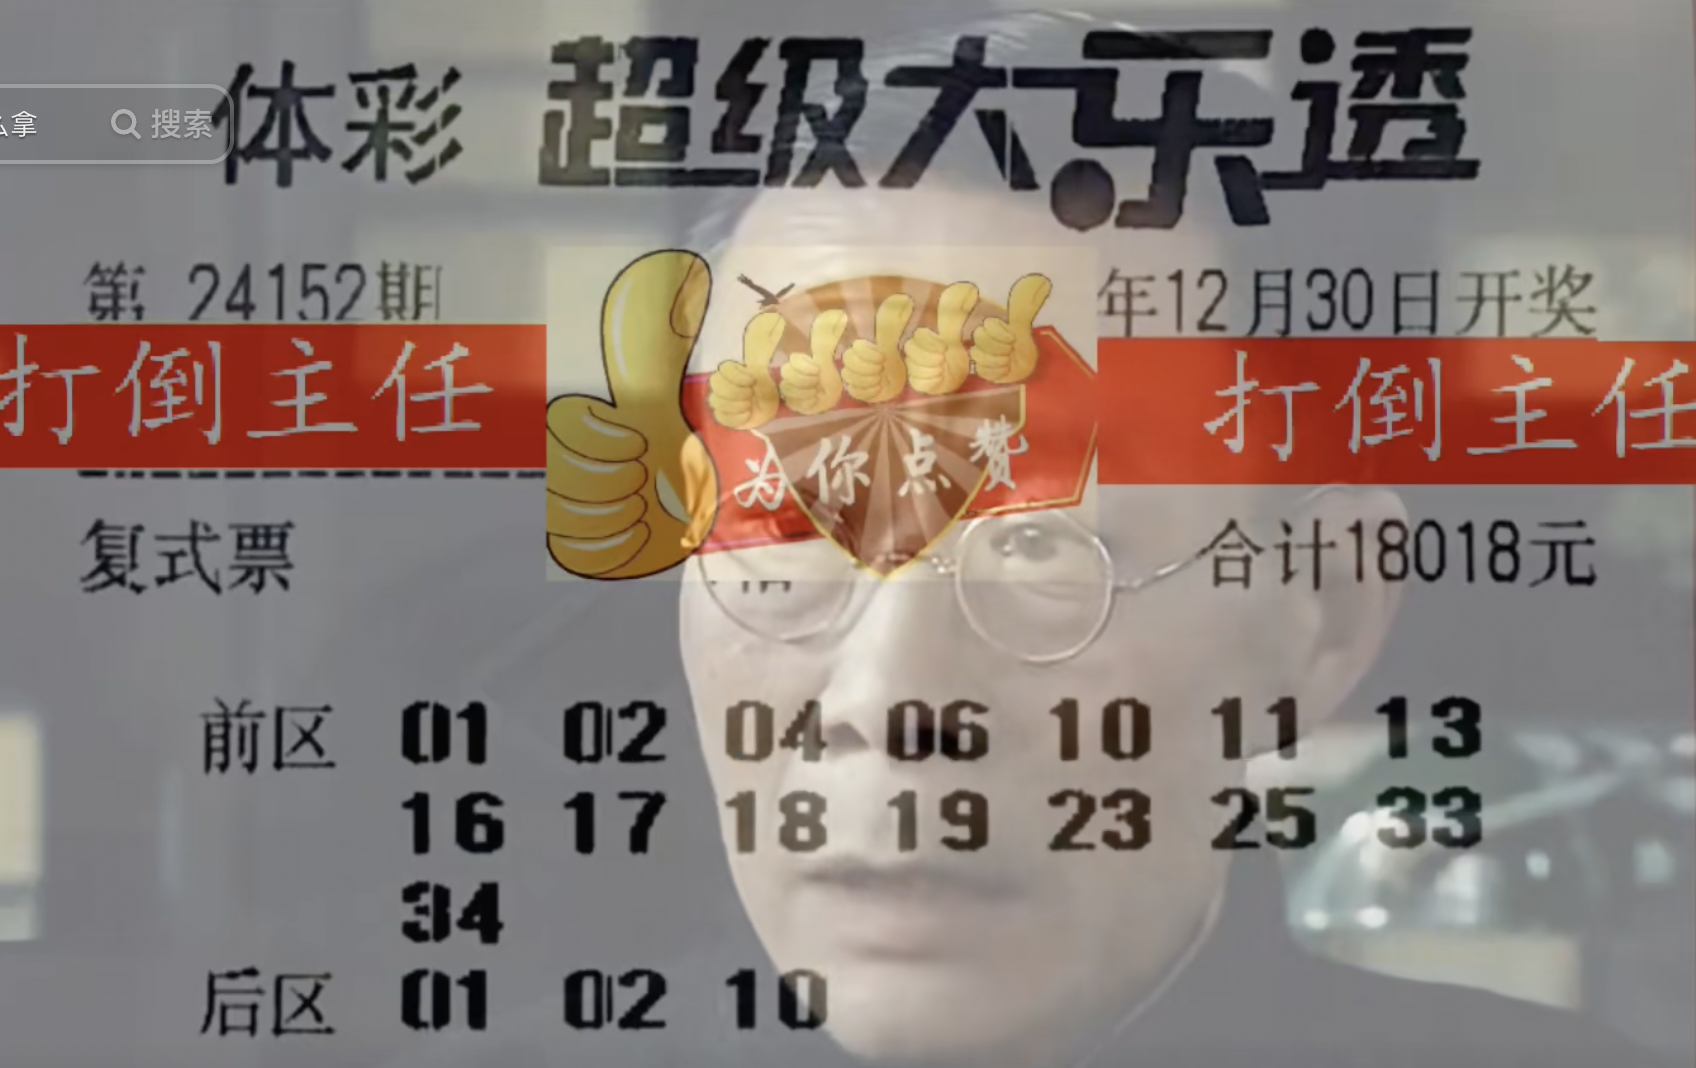 体彩 超级大乐透
么拿 搜索
第 24152期 年12月30日开奖
打倒主任 打倒主任
为你点赞
复式票 合计18018元
前区 01 02 04 06 10 11 13
16 17 18 19 23 25 33
34
后区 01 02 10